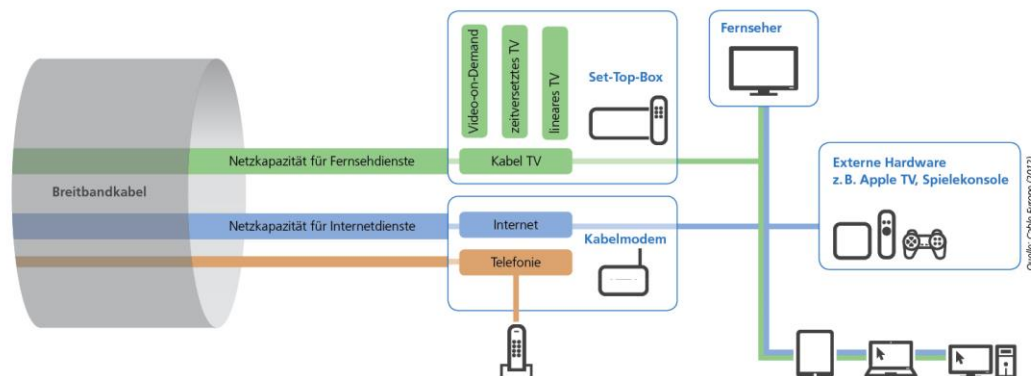 Breitbandkabel
Netzkapazität für Fernsehdienste
Netzkapazität für Internetdienste
Video-on-Demand
zeitversetztes TV
lineares TV
Set-Top-Box
Kabel TV
Internet
Telefonie
Kabelmodem
Fernseher
Externe Hardware
z. B. Apple TV, Spielekonsole
Quelle: Cable Europe (2012)